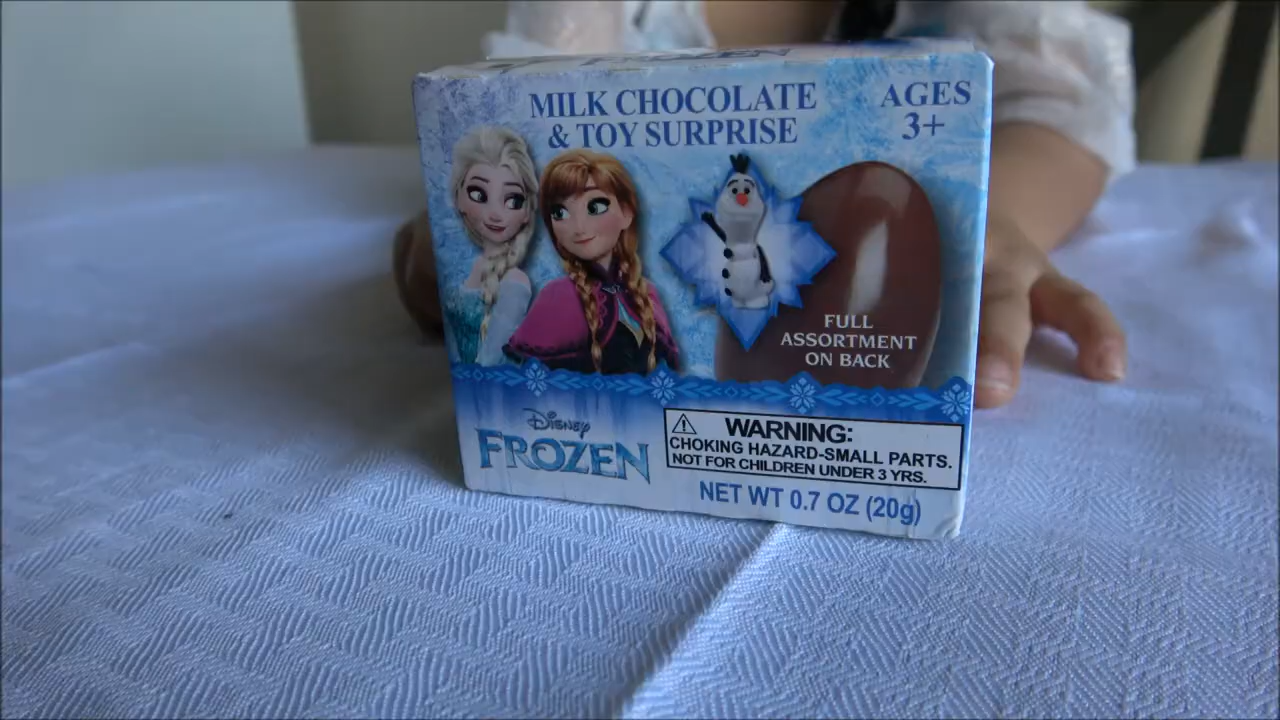 FROZEN
MILK CHOCOLATE
& TOY SURPRISE
AGES
3+
FULL
ASSORTMENT
ON BACK
Disney
FROZEN
WARNING:
CHOKING HAZARD-SMALL PARTS.
NOT FOR CHILDREN UNDER 3 YRS.
NET WT 0.7 OZ (20g)